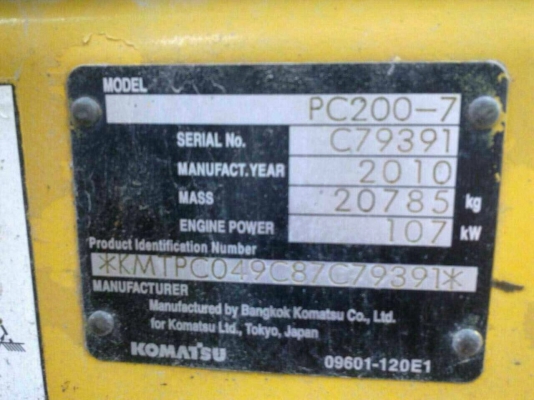 MODEL
PC200-7
SERIAL No. C79391
MANUFACT.YEAR 2010
MASS 20785 kg
ENGINE POWER 107 kW
Product Identification Number
*KMTPC049C87C79391*
MANUFACTURER
Manufactured by Bangkok Komatsu Co., Ltd.
for Komatsu Ltd., Tokyo, Japan
KOMATSU 09601-120E1